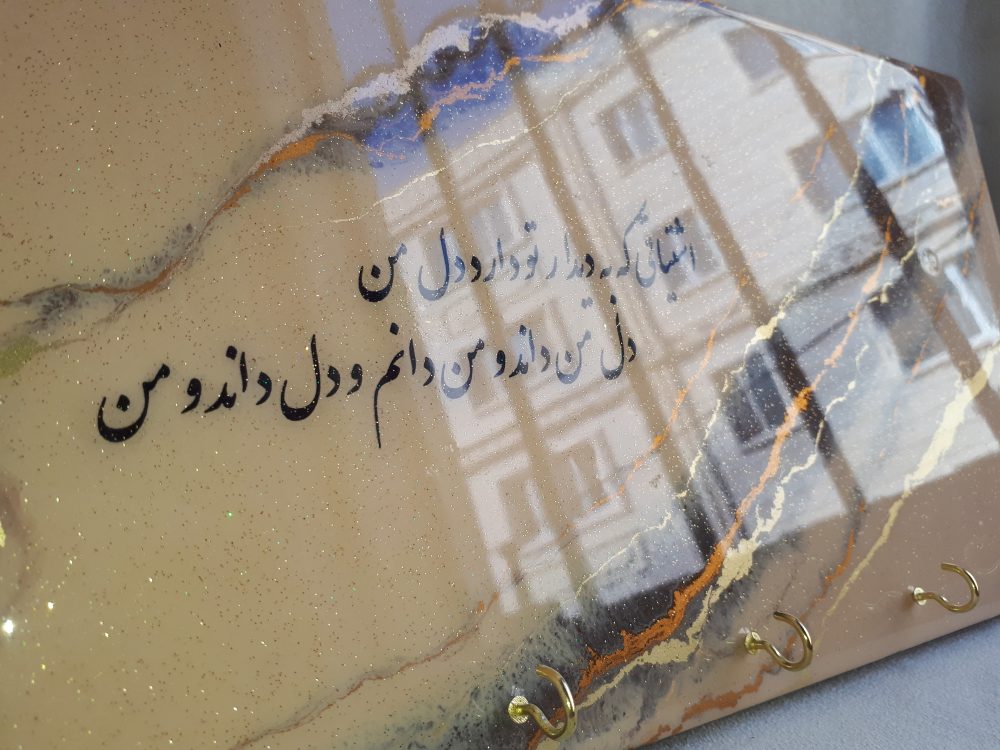 اشتیاقی که به دیدار تو دارد دل من
دل من داند و من دانم و دل داند و من